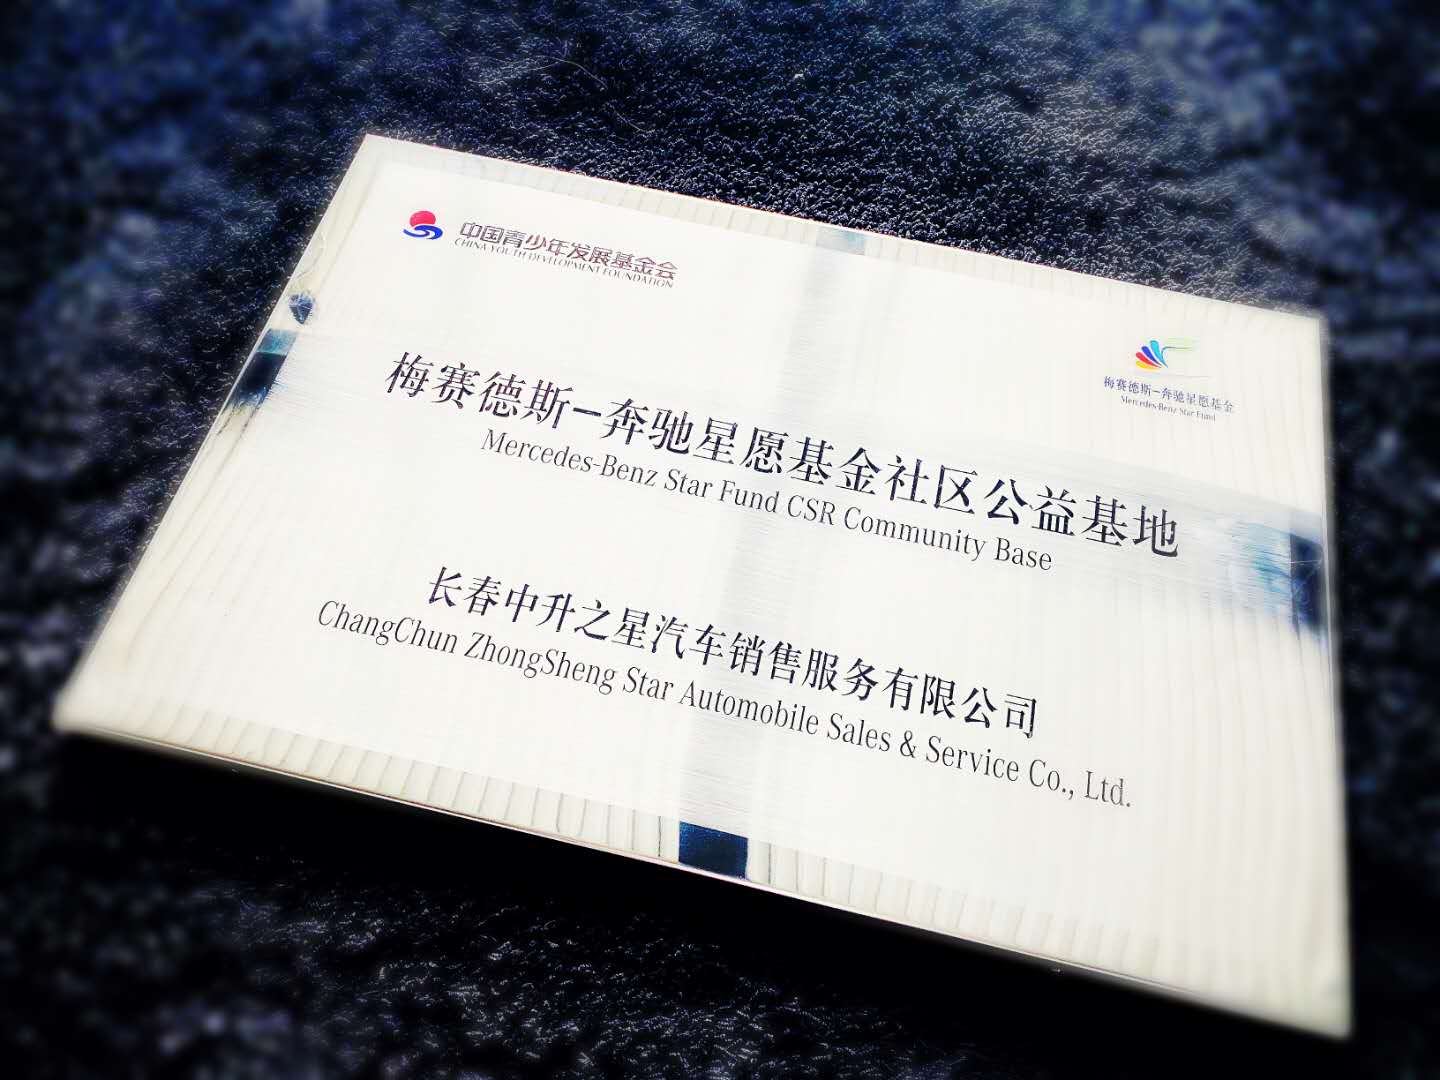 中国青少年发展基金会
CHINA YOUTH DEVELOPMENT FOUNDATION
梅赛德斯-奔驰星愿基金
Mercedes-Benz Star Fund
梅赛德斯-奔驰星愿基金社区公益基地
Mercedes-Benz Star Fund CSR Community Base
长春中升之星汽车销售服务有限公司
ChangChun ZhongSheng Star Automobile Sales & Service Co., Ltd.